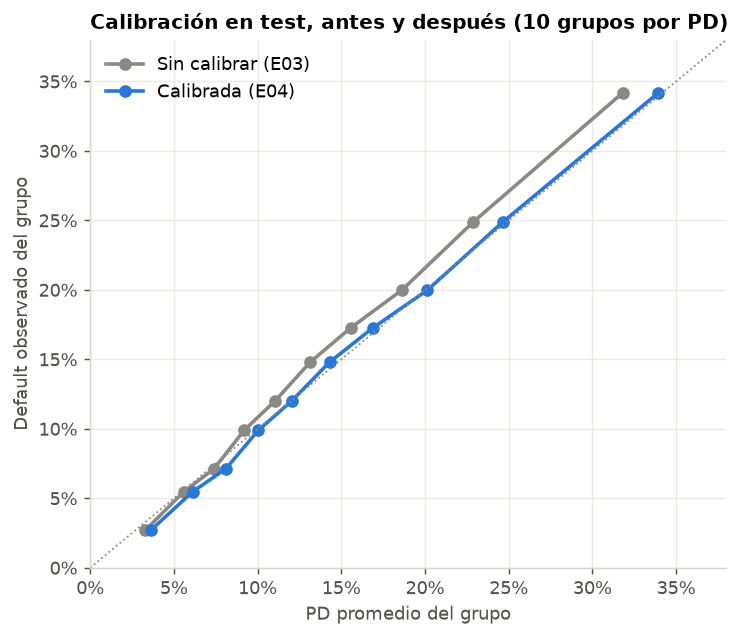 Calibración en test, antes y después (10 grupos por PD)
Sin calibrar (E03)
Calibrada (E04)
Default observado del grupo
35%
30%
25%
20%
15%
10%
5%
0%
0% 5% 10% 15% 20% 25% 30% 35%
PD promedio del grupo